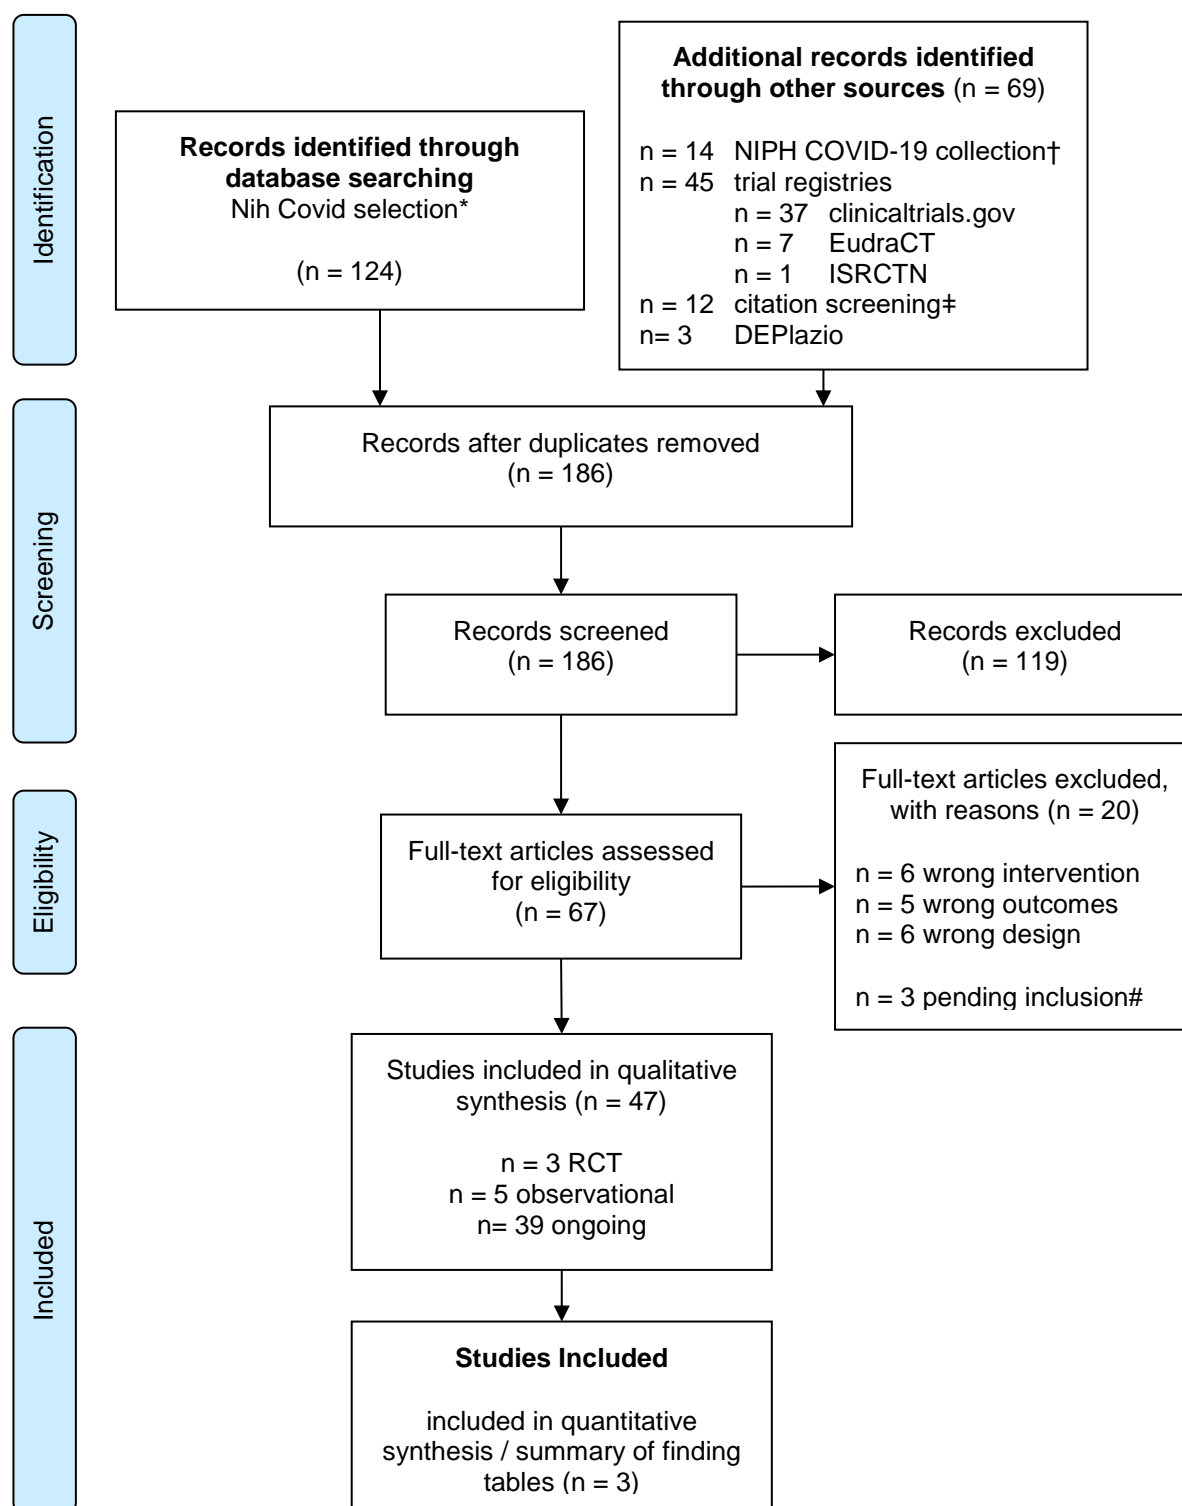 Identification
Records identified through
database searching
Nih Covid selection*
(n = 124)
Additional records identified
through other sources (n = 69)
n = 14 NIPH COVID-19 collection†
n = 45 trial registries
n = 37 clinicaltrials.gov
n = 7 EudraCT
n = 1 ISRCTN
n = 12 citation screening‡
n= 3 DEPlazio
Screening
Records after duplicates removed
(n = 186)
Records screened
(n = 186)
Records excluded
(n = 119)
Eligibility
Full-text articles assessed
for eligibility
(n = 67)
Full-text articles excluded,
with reasons (n = 20)
n = 6 wrong intervention
n = 5 wrong outcomes
n = 6 wrong design
n = 3 pending inclusion#
Included
Studies included in qualitative
synthesis (n = 47)
n = 3 RCT
n = 5 observational
n= 39 ongoing
Studies Included
included in quantitative
synthesis / summary of finding
tables (n = 3)